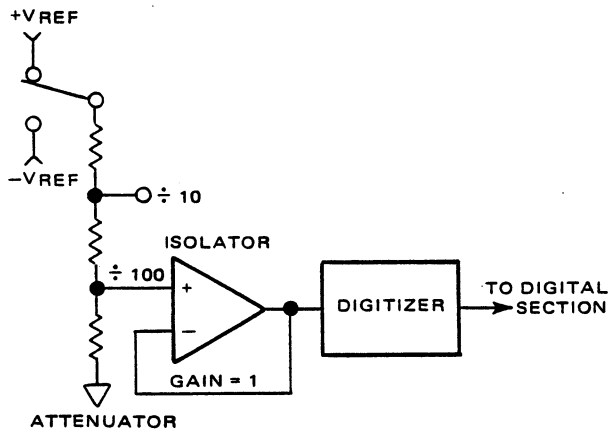 +VREF
−VREF
÷ 10
ISOLATOR
÷ 100
+
−
GAIN = 1
DIGITIZER
TO DIGITAL
SECTION
ATTENUATOR